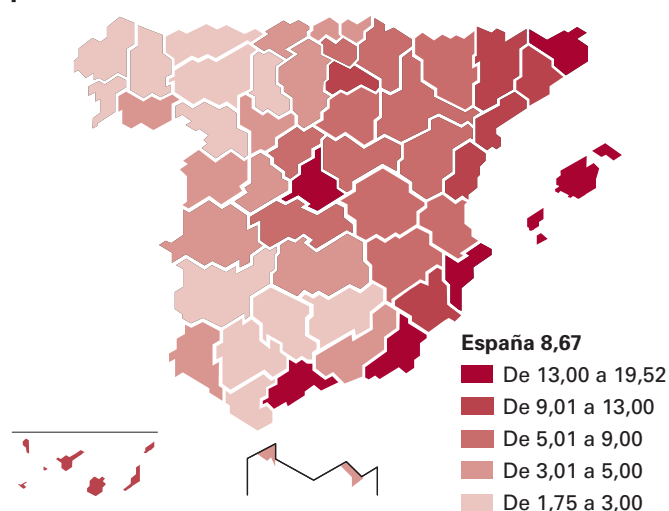 España 8,67
De 13,00 a 19,52
De 9,01 a 13,00
De 5,01 a 9,00
De 3,01 a 5,00
De 1,75 a 3,00